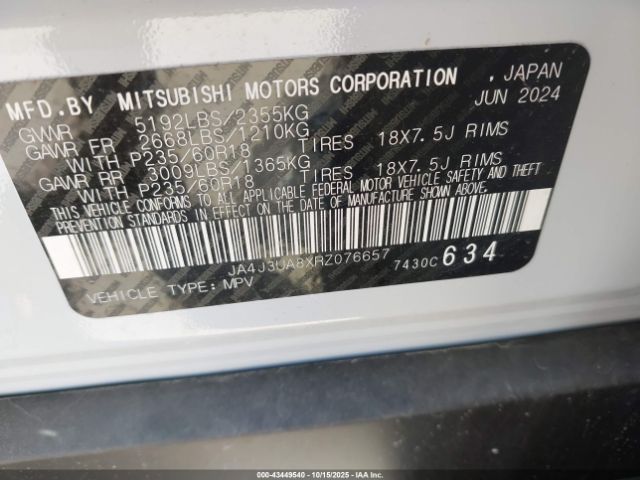 MFD.BY MITSUBISHI MOTORS CORPORATION , JAPAN
GVWR 5192LBS/2355KG JUN 2024
GAWR FR 2668LBS/1210KG
WITH P235/60R18 TIRES 18X7.5J RIMS
GAWR RR 3009LBS/1365KG
WITH P235/60R18 TIRES 18X7.5J RIMS
THIS VEHICLE CONFORMS TO ALL APPLICABLE FEDERAL MOTOR VEHICLE SAFETY AND THEFT
PREVENTION STANDARDS IN EFFECT ON THE DATE OF MANUFACTURE SHOWN ABOVE.
JA4J3UA8XRZ076657 7430C 634
VEHICLE TYPE: MPV
000-43449540 - 10/15/2025 - IAAI.COM